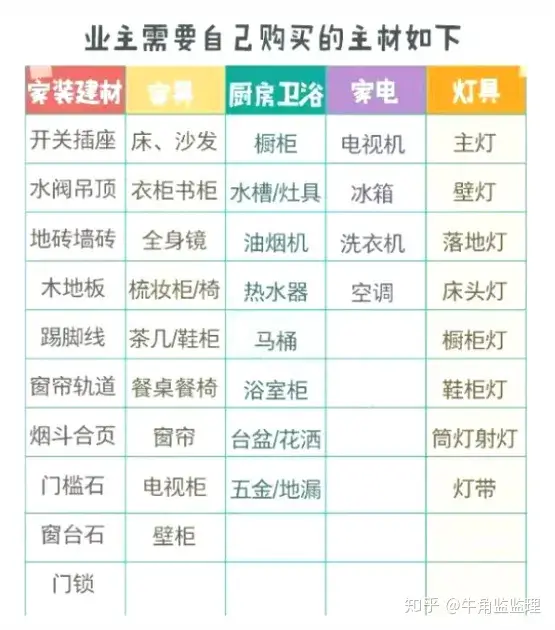 业主需要自己购买的主材如下
家装建材 家具 厨房卫浴 家电 灯具
开关插座 床、沙发 橱柜 电视机 主灯
水阀吊顶 衣柜书柜 水槽/灶具 冰箱 壁灯
地砖墙砖 全身镜 油烟机 洗衣机 落地灯
木地板 梳妆柜/椅 热水器 空调 床头灯
踢脚线 茶几/鞋柜 马桶 橱柜灯
窗帘轨道 餐桌餐椅 浴室柜 鞋柜灯
烟斗合页 窗帘 台盆/花洒 筒灯射灯
门槛石 电视柜 五金/地漏 灯带
窗台石 壁柜
门锁
知乎 @牛角监监理